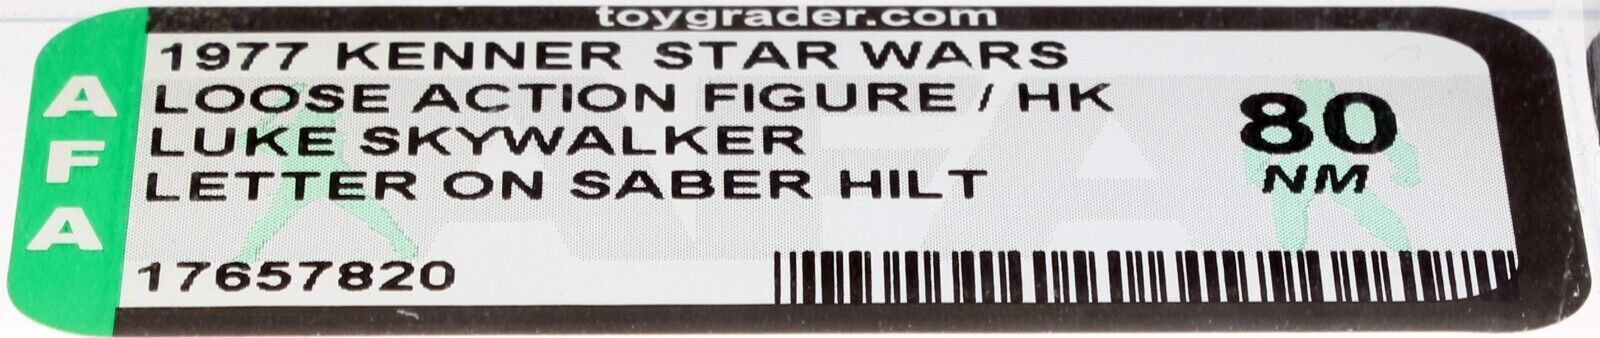 toygrader.com
AFA
1977 KENNER STAR WARS
LOOSE ACTION FIGURE / HK
LUKE SKYWALKER
LETTER ON SABER HILT
80
NM
17657820
AFA